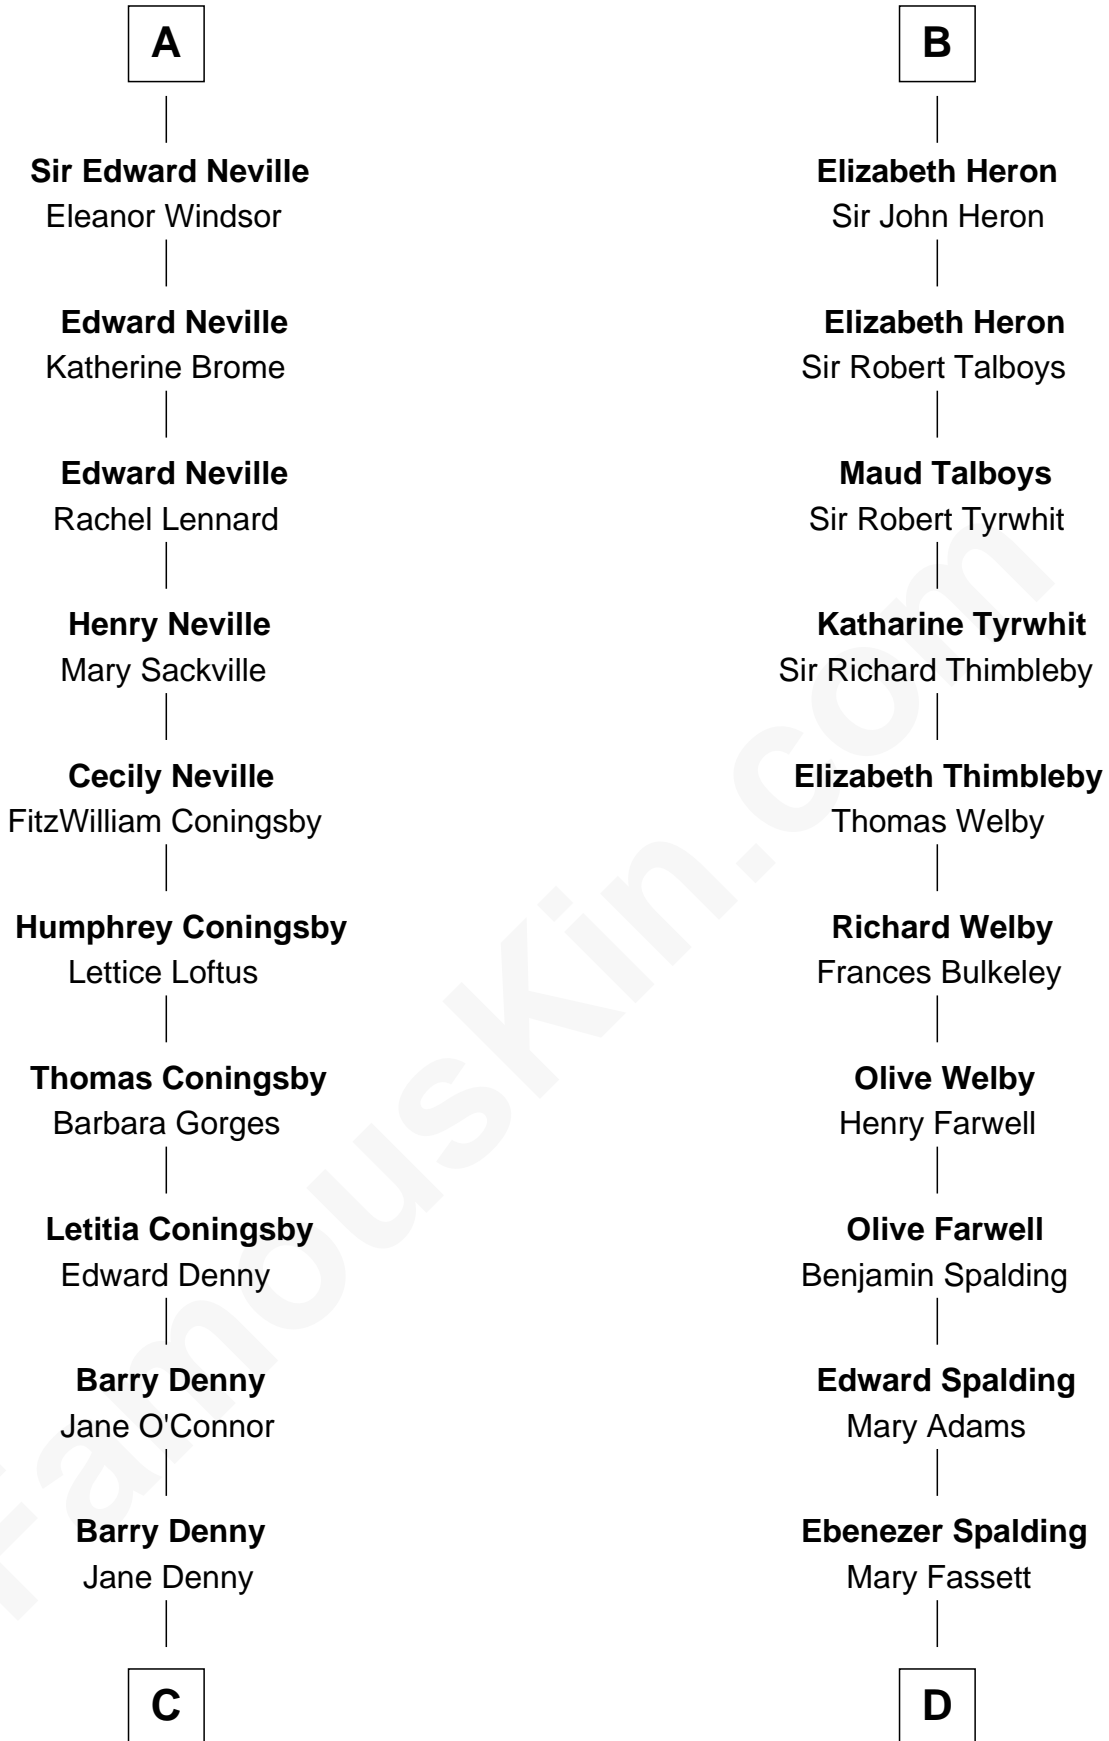 A
Sir Edward Neville
Eleanor Windsor
Edward Neville
Katherine Brome
Edward Neville
Rachel Lennard
Henry Neville
Mary Sackville
Cecily Neville
FitzWilliam Coningsby
Humphrey Coningsby
Lettice Loftus
Thomas Coningsby
Barbara Gorges
Letitia Coningsby
Edward Denny
Barry Denny
Jane O'Connor
Barry Denny
Jane Denny
C
B
Elizabeth Heron
Sir John Heron
Elizabeth Heron
Sir Robert Talboys
Maud Talboys
Sir Robert Tyrwhit
Katharine Tyrwhit
Sir Richard Thimbleby
Elizabeth Thimbleby
Thomas Welby
Richard Welby
Frances Bulkeley
Olive Welby
Henry Farwell
Olive Farwell
Benjamin Spalding
Edward Spalding
Mary Adams
Ebenezer Spalding
Mary Fassett
D
FamousKin.com